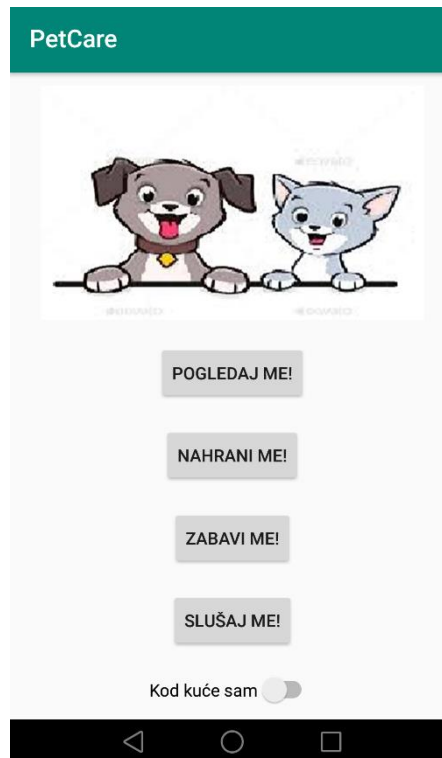 PetCare
POGLEDAJ ME!
NAHRANI ME!
ZABAVI ME!
SLUŠAJ ME!
Kod kuće sam